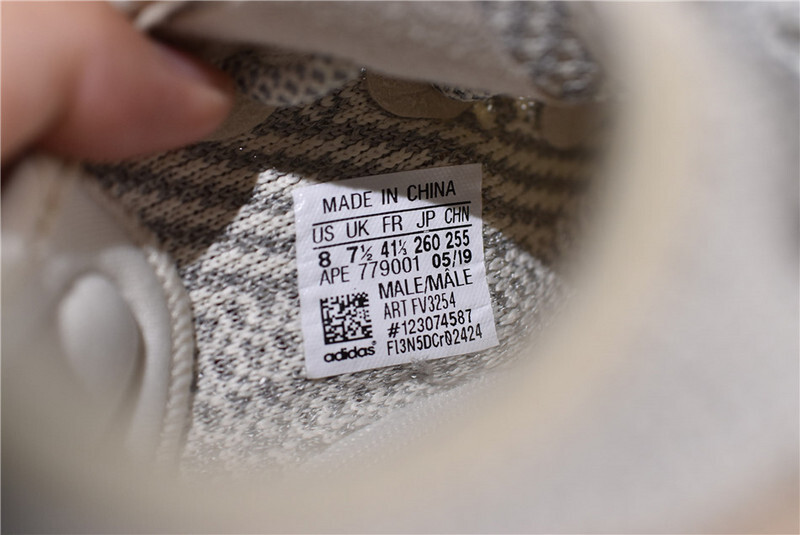 MADE IN CHINA
US UK FR JP CHN
8 7½ 41⅓ 260 255
APE 779001 05/19
MALE/MÂLE
ART FV3254
#123074587
adidas FI3N5DCr02424